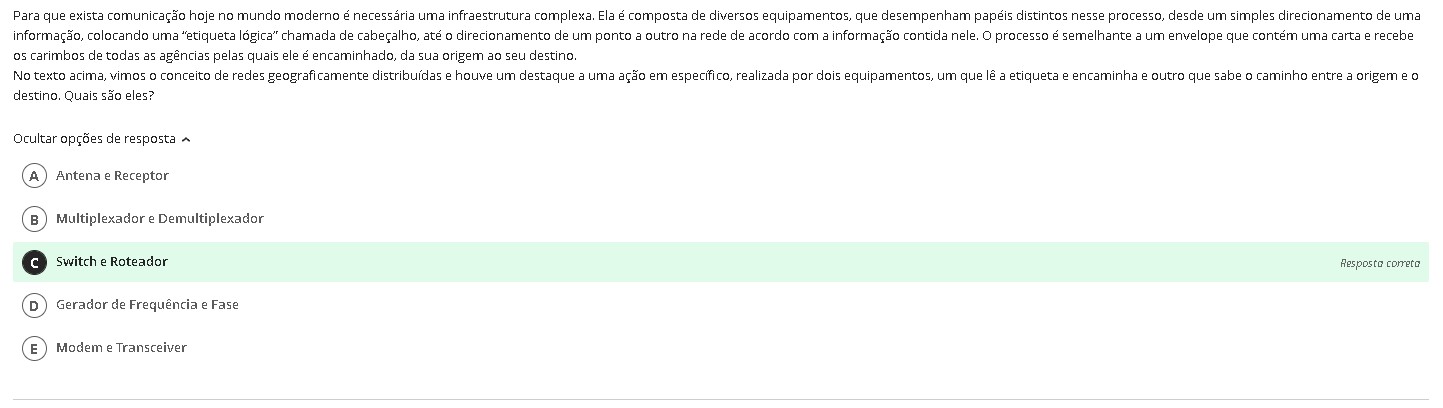 Para que exista comunicação hoje no mundo moderno é necessária uma infraestrutura complexa. Ela é composta de diversos equipamentos, que desempenham papéis distintos nesse processo, desde um simples direcionamento de uma
informação, colocando uma “etiqueta lógica” chamada de cabeçalho, até o direcionamento de um ponto a outro na rede de acordo com a informação contida nele. O processo é semelhante a um envelope que contém uma carta e recebe
os carimbos de todas as agências pelas quais ele é encaminhado, da sua origem ao seu destino.
No texto acima, vimos o conceito de redes geograficamente distribuídas e houve um destaque a uma ação em específico, realizada por dois equipamentos, um que lê a etiqueta e encaminha e outro que sabe o caminho entre a origem e o
destino. Quais são eles?
Ocultar opções de resposta
A Antena e Receptor
B Multiplexador e Demultiplexador
C Switch e Roteador Resposta correta
D Gerador de Frequência e Fase
E Modem e Transceiver